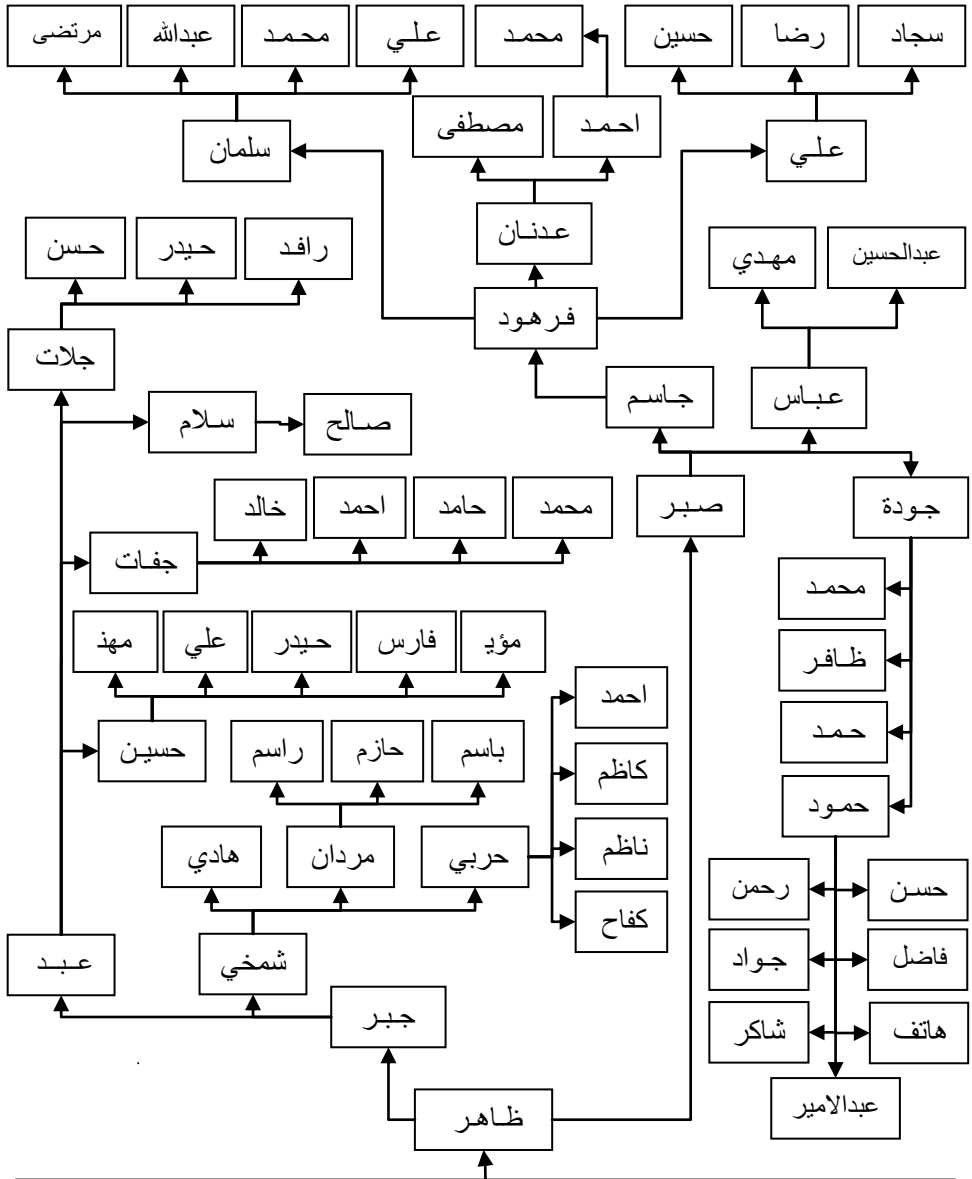 سجاد
رضا
حسين
محمد
علي
محمد
عبدالله
مرتضى
علي
احمد
مصطفى
سلمان
عدنان
عبدالحسين
مهدي
رافد
حيدر
حسن
فرهود
جلات
عباس
جاسم
صالح
سلام
جودة
صبر
محمد
حامد
احمد
خالد
جفات
محمد
ظافر
مؤيـ
فارس
حيدر
علي
مهنـ
احمد
حمد
باسم
حازم
راسم
حسين
كاظم
حمود
ناظم
حربي
مردان
هادي
حسن
رحمن
كفاح
فاضل
جواد
شمخي
عبد
هاتف
شاكر
جبر
عبدالامير
ظاهر